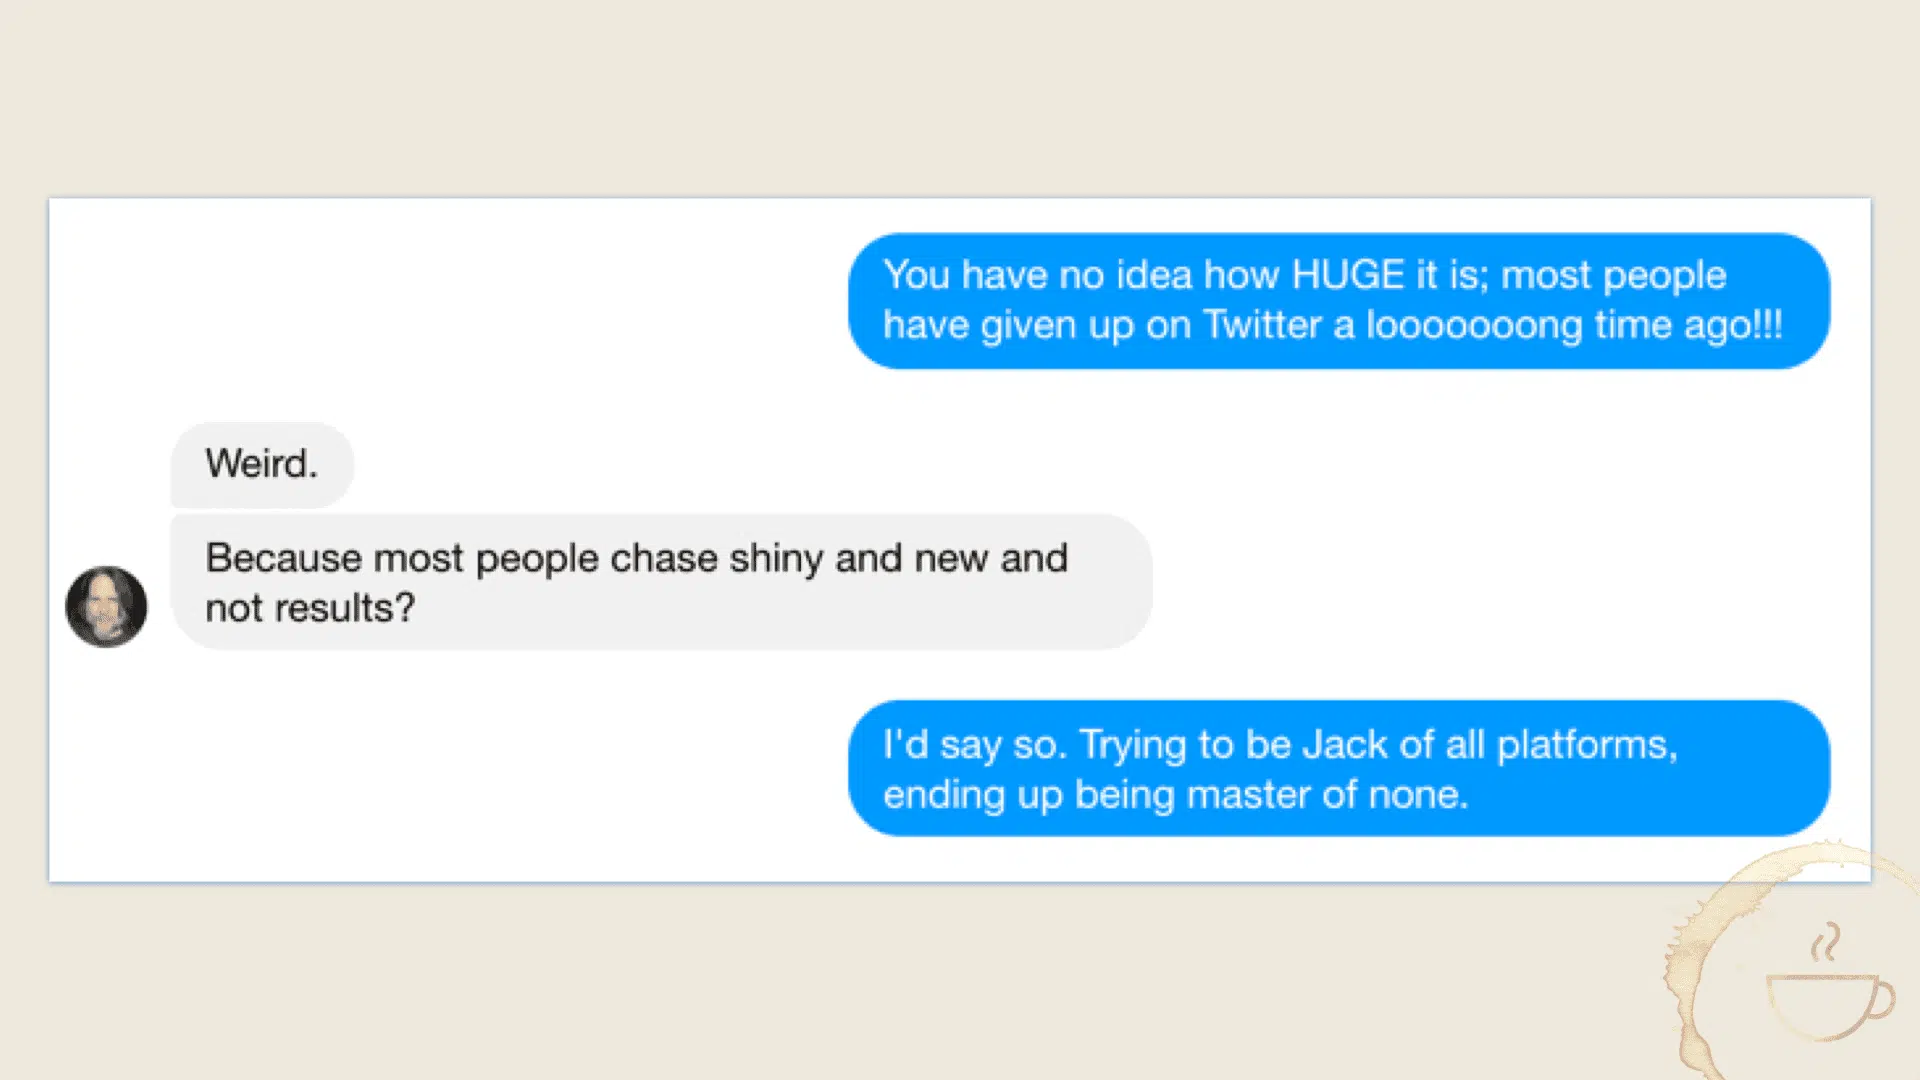 You have no idea how HUGE it is; most people
have given up on Twitter a looooooong time ago!!!
Weird.
Because most people chase shiny and new and
not results?
I'd say so. Trying to be Jack of all platforms,
ending up being master of none.